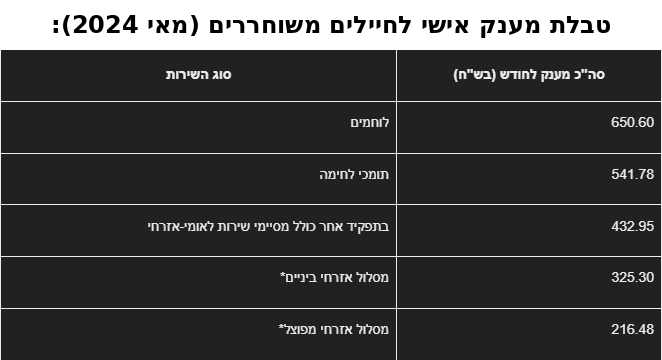 טבלת מענק אישי לחיילים משוחררים (מאי 2024):
סה"כ מענק לחודש (בש"ח) סוג השירות
650.60 לוחמים
541.78 תומכי לחימה
432.95 בתפקיד אחר כולל מסיימי שירות לאומי-אזרחי
325.30 מסלול אזרחי ביניים*
216.48 מסלול אזרחי מפוצל*